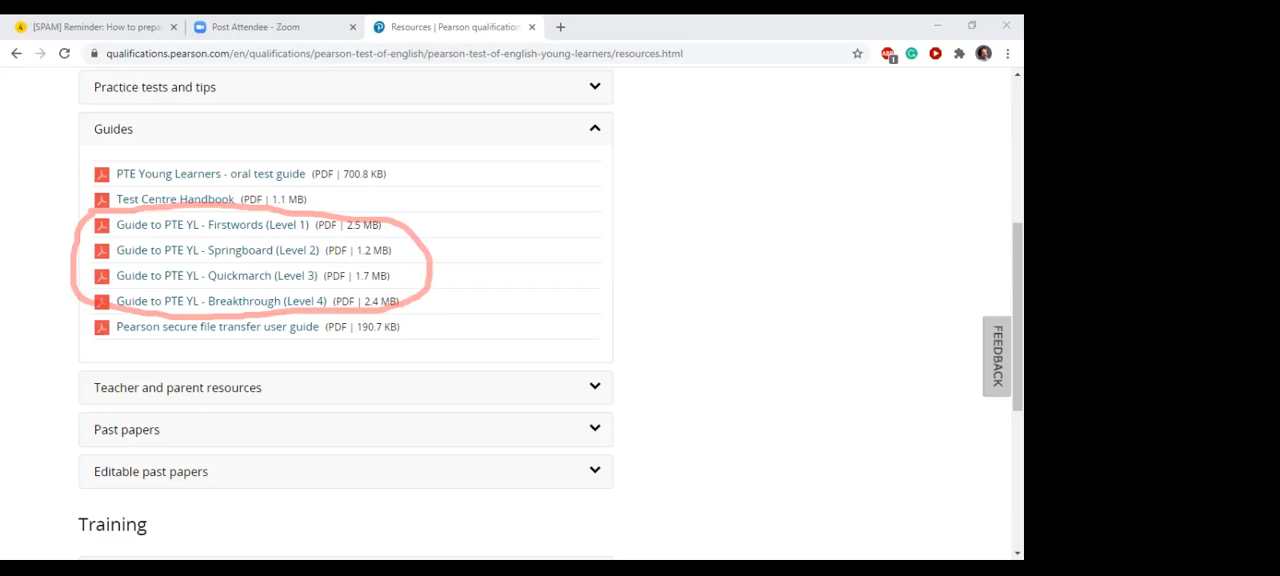 [SPAM] Reminder: How to prepa
Post Attendee - Zoom
Resources | Pearson qualification
qualifications.pearson.com/en/qualifications/pearson-test-of-english/pearson-test-of-english-young-learners/resources.html
Practice tests and tips
Guides
PTE Young Learners - oral test guide (PDF | 700.8 KB)
Test Centre Handbook (PDF | 1.1 MB)
Guide to PTE YL - Firstwords (Level 1) (PDF | 2.5 MB)
Guide to PTE YL - Springboard (Level 2) (PDF | 1.2 MB)
Guide to PTE YL - Quickmarch (Level 3) (PDF | 1.7 MB)
Guide to PTE YL - Breakthrough (Level 4) (PDF | 2.4 MB)
Pearson secure file transfer user guide (PDF | 190.7 KB)
FEEDBACK
Teacher and parent resources
Past papers
Editable past papers
Training